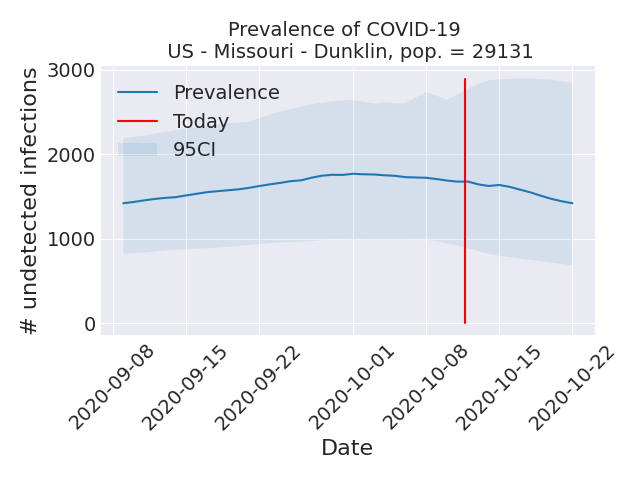 Prevalence of COVID-19
US - Missouri - Dunklin, pop. = 29131
# undetected infections
3000
2000
1000
0
Prevalence
Today
95CI
2020-09-08
2020-09-15
2020-09-22
2020-10-01
2020-10-08
2020-10-15
2020-10-22
Date